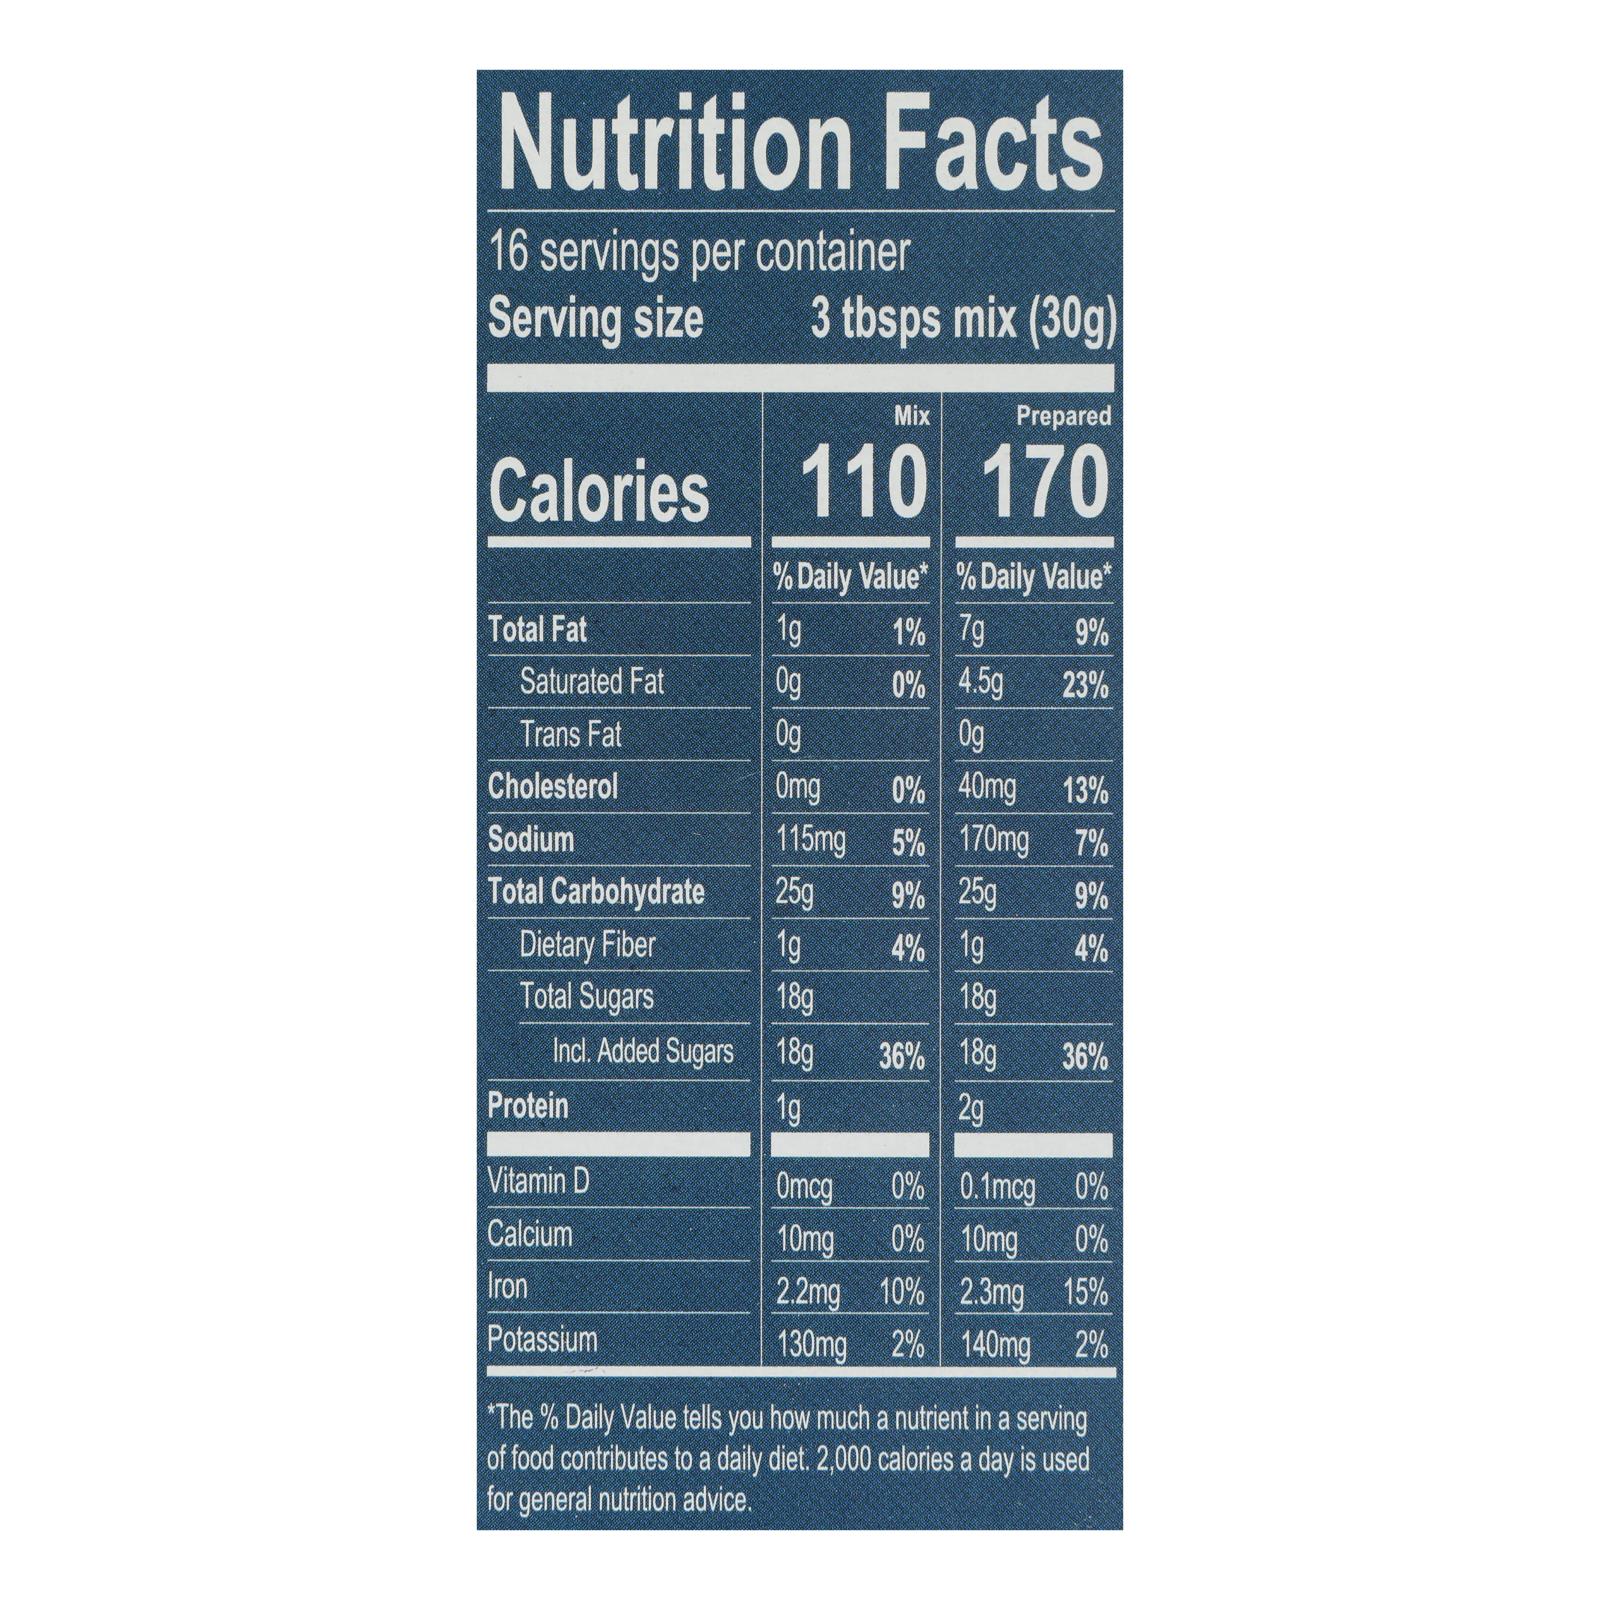 Nutrition Facts
16 servings per container
Serving size 3 tbsps mix (30g)
Mix Prepared
Calories 110 170
% Daily Value* % Daily Value*
Total Fat 1g 1% 7g 9%
Saturated Fat 0g 0% 4.5g 23%
Trans Fat 0g 0g
Cholesterol 0mg 0% 40mg 13%
Sodium 115mg 5% 170mg 7%
Total Carbohydrate 25g 9% 25g 9%
Dietary Fiber 1g 4% 1g 4%
Total Sugars 18g 18g
Incl. Added Sugars 18g 36% 18g 36%
Protein 1g 2g
Vitamin D 0mcg 0% 0.1mcg 0%
Calcium 10mg 0% 10mg 0%
Iron 2.2mg 10% 2.3mg 15%
Potassium 130mg 2% 140mg 2%
*The % Daily Value tells you how much a nutrient in a serving
of food contributes to a daily diet. 2,000 calories a day is used
for general nutrition advice.